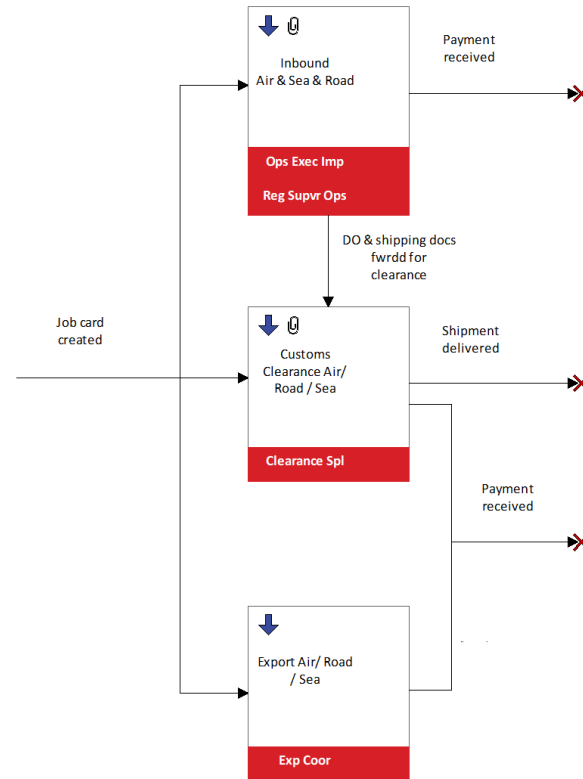 Inbound
Air & Sea & Road
Ops Exec Imp
Reg Supvr Ops
Payment
received
DO & shipping docs
fwrdd for
clearance
Job card
created
Customs
Clearance Air/
Road / Sea
Clearance Spl
Shipment
delivered
Payment
received
Export Air/ Road
/ Sea
Exp Coor